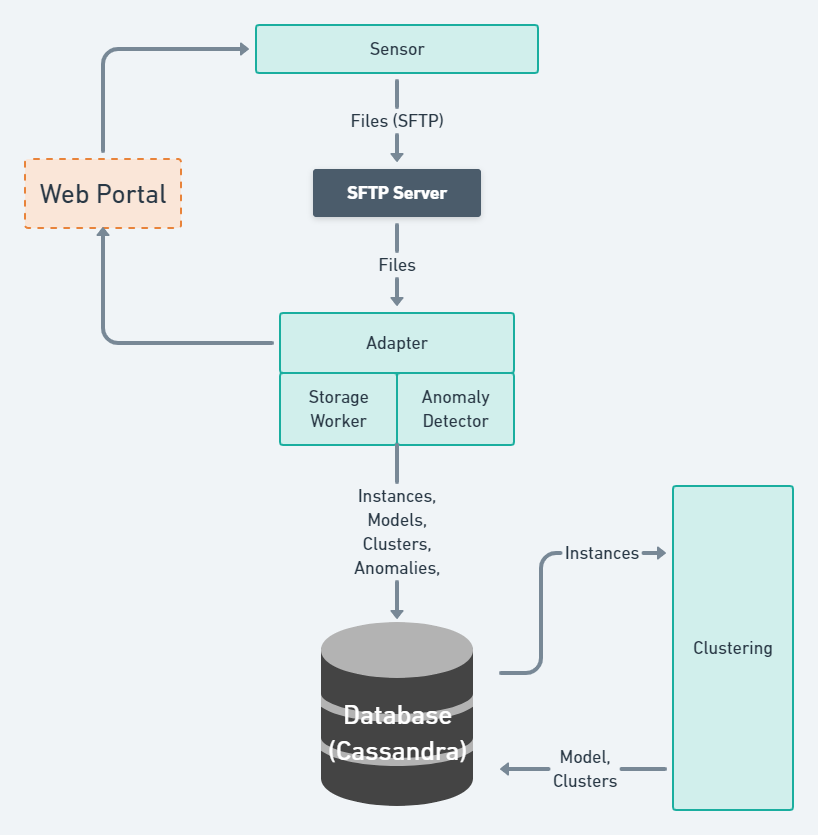 Sensor
Files (SFTP)
Web Portal
SFTP Server
Files
Adapter
Storage
Worker
Anomaly
Detector
Instances,
Models,
Clusters,
Anomalies,
Instances
Clustering
Database
(Cassandra)
Model,
Clusters